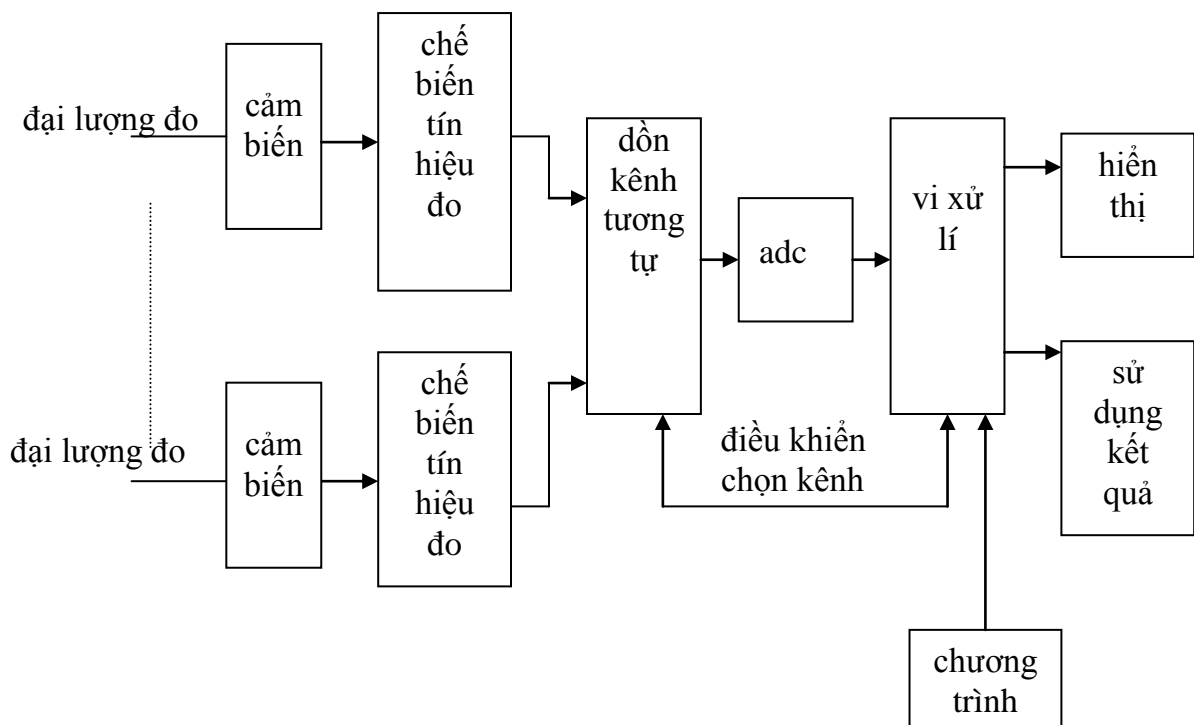 đại lượng đo
cảm
biến
chế
biến
tín
hiệu
đo
dồn
kênh
tương
tự
adc
vi xử
lí
hiển
thị
đại lượng đo
cảm
biến
chế
biến
tín
hiệu
đo
điều khiển
chọn kênh
sử
dụng
kết
quả
chương
trình